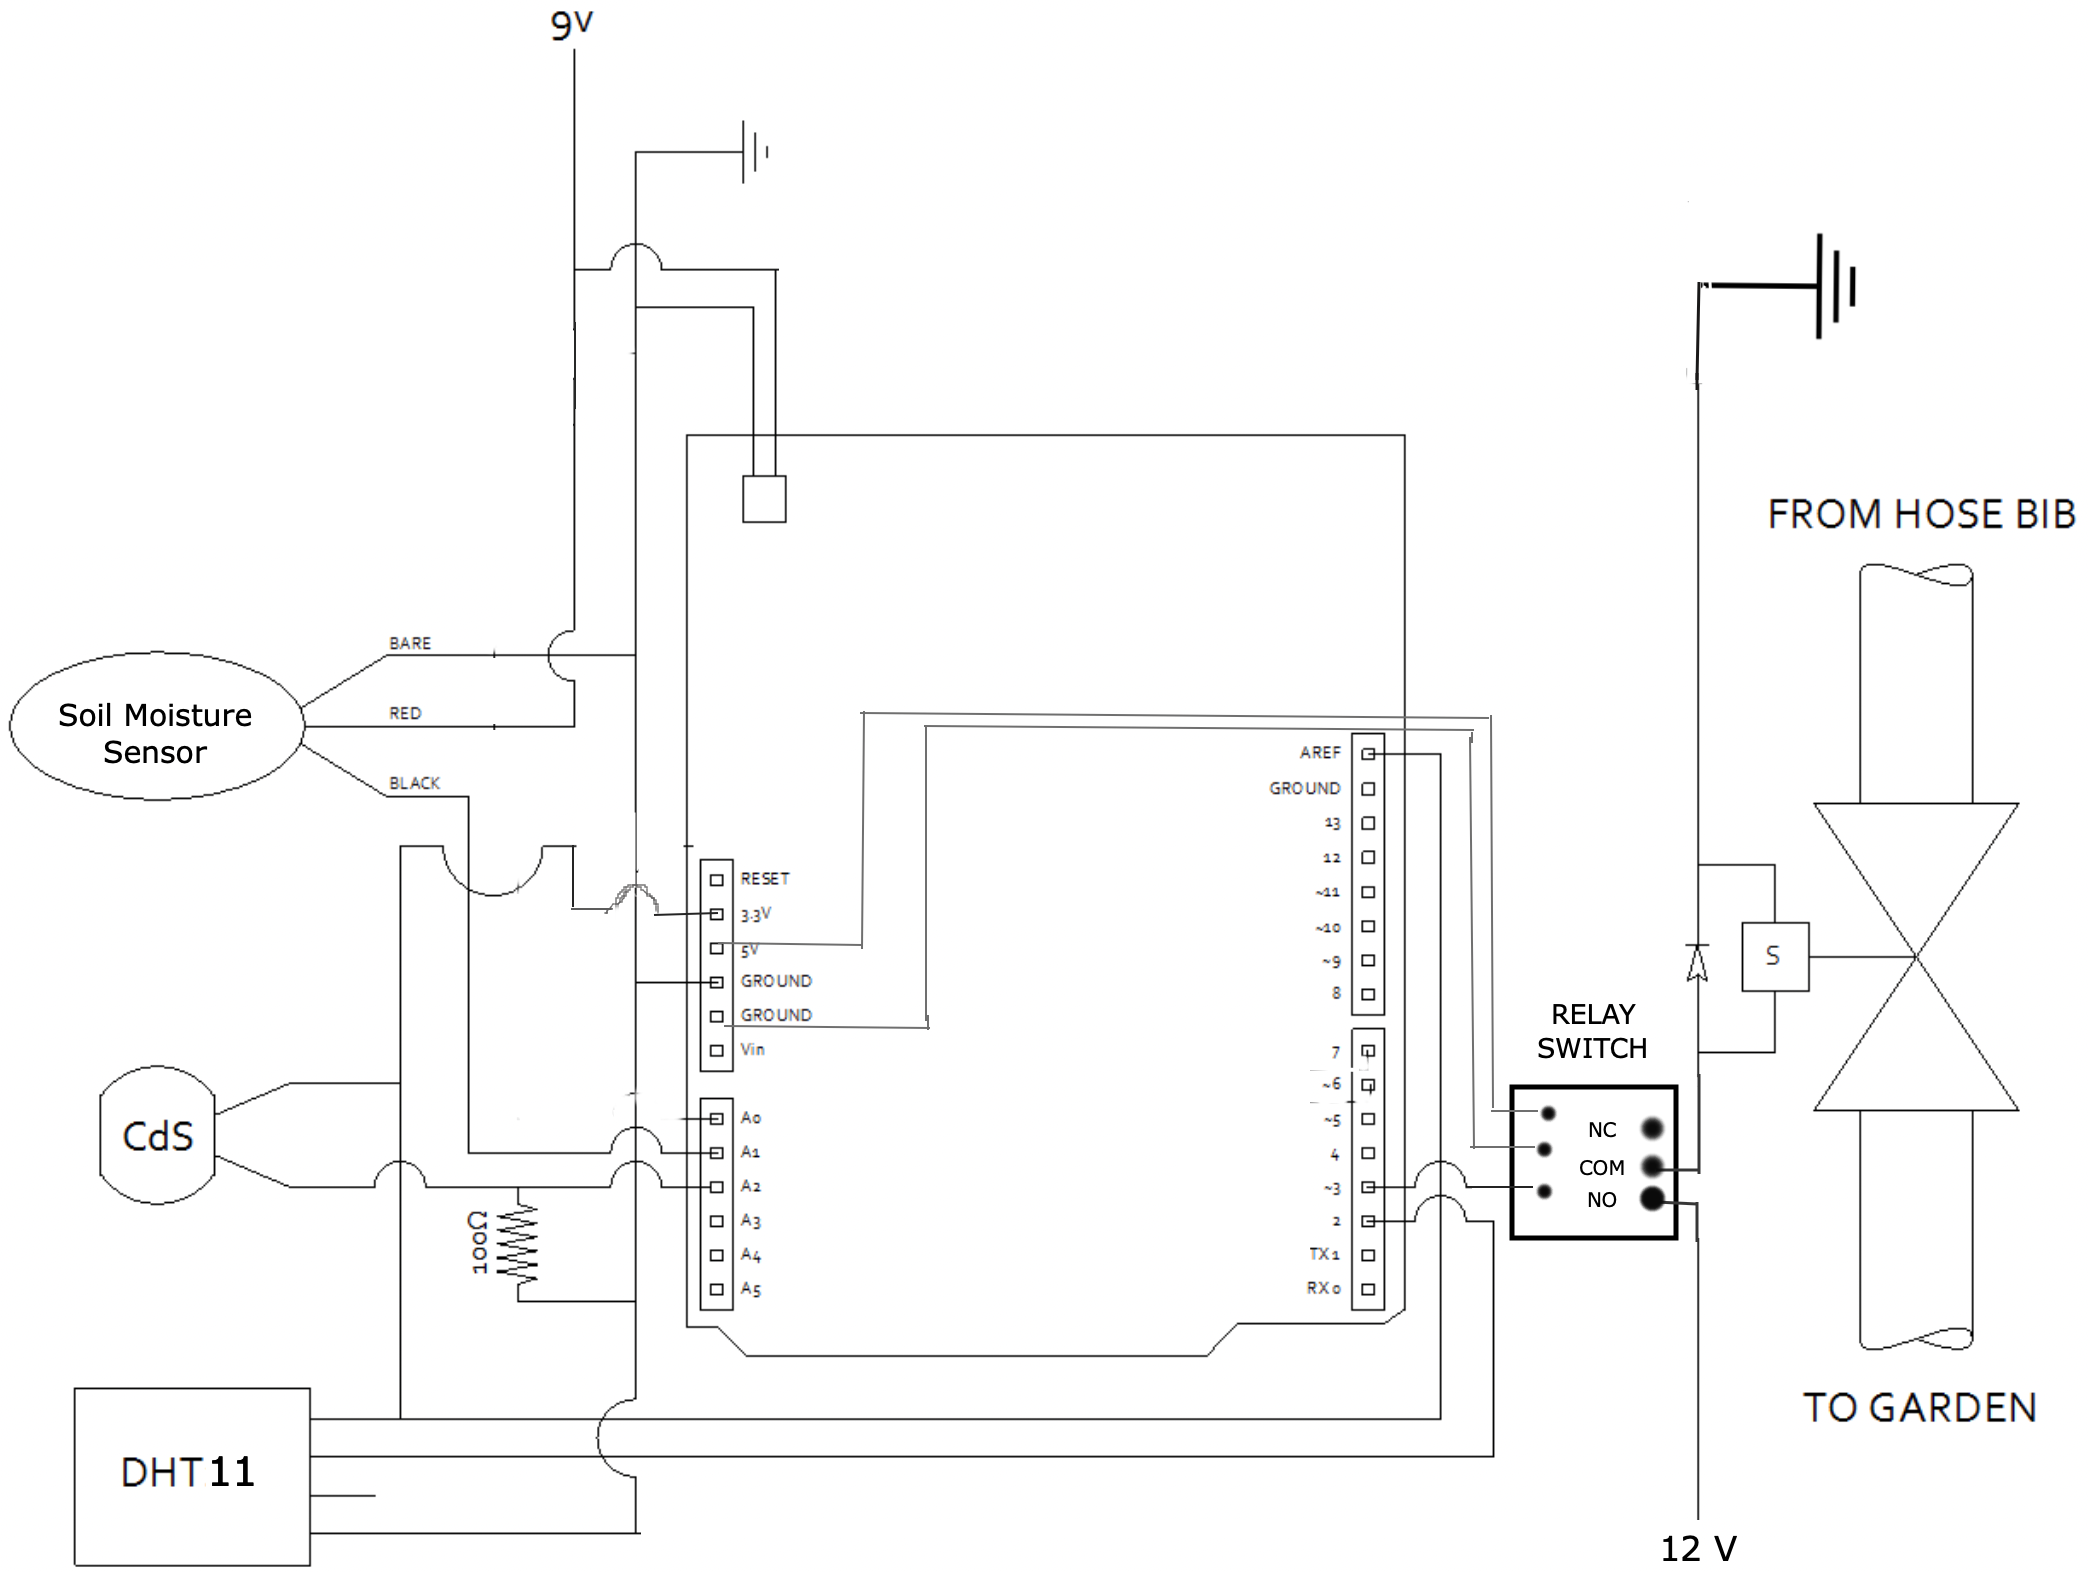 9V
FROM HOSE BIB
BARE
Soil Moisture
Sensor
RED
BLACK
AREF
GROUND
13
12
~11
~10
~9
8
RESET
3.3V
5V
GROUND
GROUND
Vin
7
~6
~5
4
~3
2
TX1
RX0
A0
A1
A2
A3
A4
A5
CdS
100Ω
RELAY
SWITCH
NC
COM
NO
S
TO GARDEN
DHT11
12 V